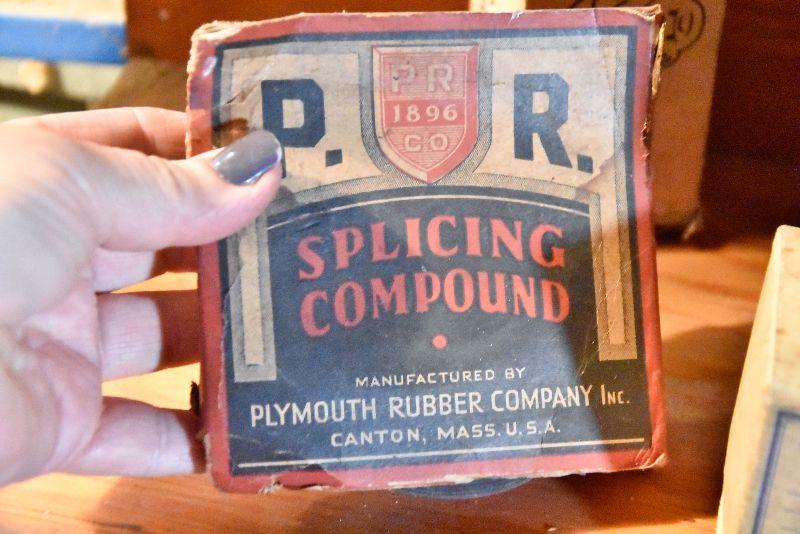 P. R.
PR
1896
CO
SPLICING
COMPOUND
MANUFACTURED BY
PLYMOUTH RUBBER COMPANY INC.
CANTON, MASS. U.S.A.